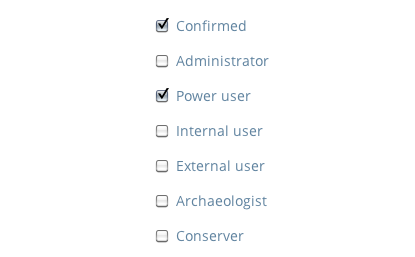 Confirmed
Administrator
Power user
Internal user
External user
Archaeologist
Conserver